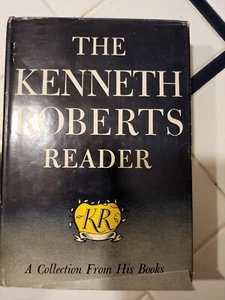 THE
KENNETH
ROBERTS
READER
KR
A Collection From His Books